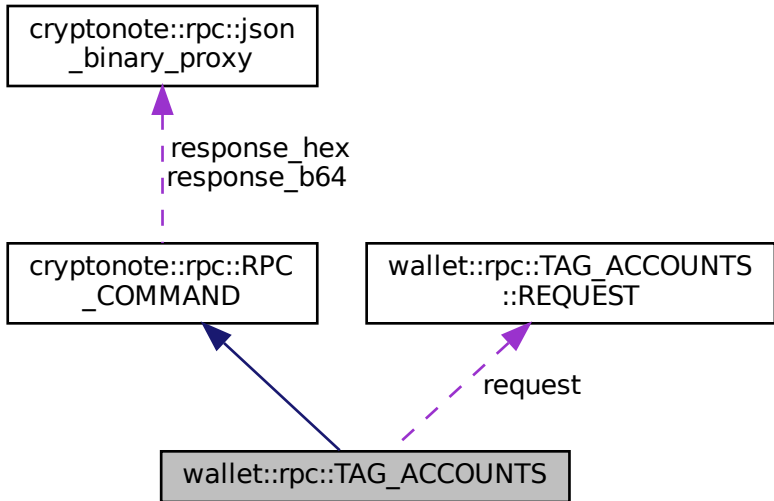 cryptonote::rpc::json
_binary_proxy
response_hex
response_b64
cryptonote::rpc::RPC
_COMMAND
wallet::rpc::TAG_ACCOUNTS
::REQUEST
request
wallet::rpc::TAG_ACCOUNTS